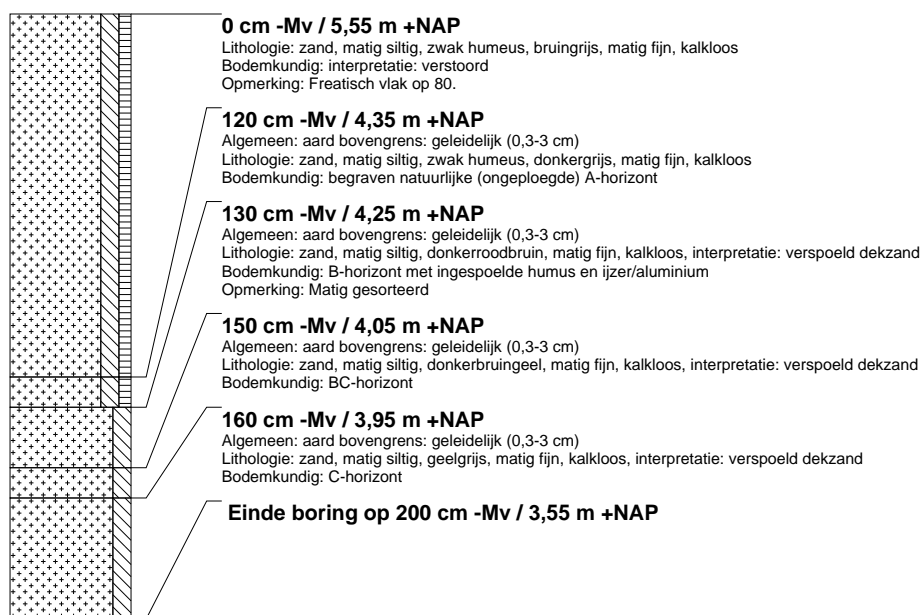 0 cm -Mv / 5,55 m +NAP
Lithologie: zand, matig siltig, zwak humeus, bruingrijs, matig fijn, kalkloos
Bodemkundig: interpretatie: verstoord
Opmerking: Freatisch vlak op 80.
120 cm -Mv / 4,35 m +NAP
Algemeen: aard bovengrens: geleidelijk (0,3-3 cm)
Lithologie: zand, matig siltig, zwak humeus, donkergrijs, matig fijn, kalkloos
Bodemkundig: begraven natuurlijke (ongeploegde) A-horizont
130 cm -Mv / 4,25 m +NAP
Algemeen: aard bovengrens: geleidelijk (0,3-3 cm)
Lithologie: zand, matig siltig, donkerroodbruin, matig fijn, kalkloos, interpretatie: verspoeld dekzand
Bodemkundig: B-horizont met ingespoelde humus en ijzer/aluminium
Opmerking: Matig gesorteerd
150 cm -Mv / 4,05 m +NAP
Algemeen: aard bovengrens: geleidelijk (0,3-3 cm)
Lithologie: zand, matig siltig, donkerbruingeel, matig fijn, kalkloos, interpretatie: verspoeld dekzand
Bodemkundig: BC-horizont
160 cm -Mv / 3,95 m +NAP
Algemeen: aard bovengrens: geleidelijk (0,3-3 cm)
Lithologie: zand, matig siltig, geelgrijs, matig fijn, kalkloos, interpretatie: verspoeld dekzand
Bodemkundig: C-horizont
Einde boring op 200 cm -Mv / 3,55 m +NAP